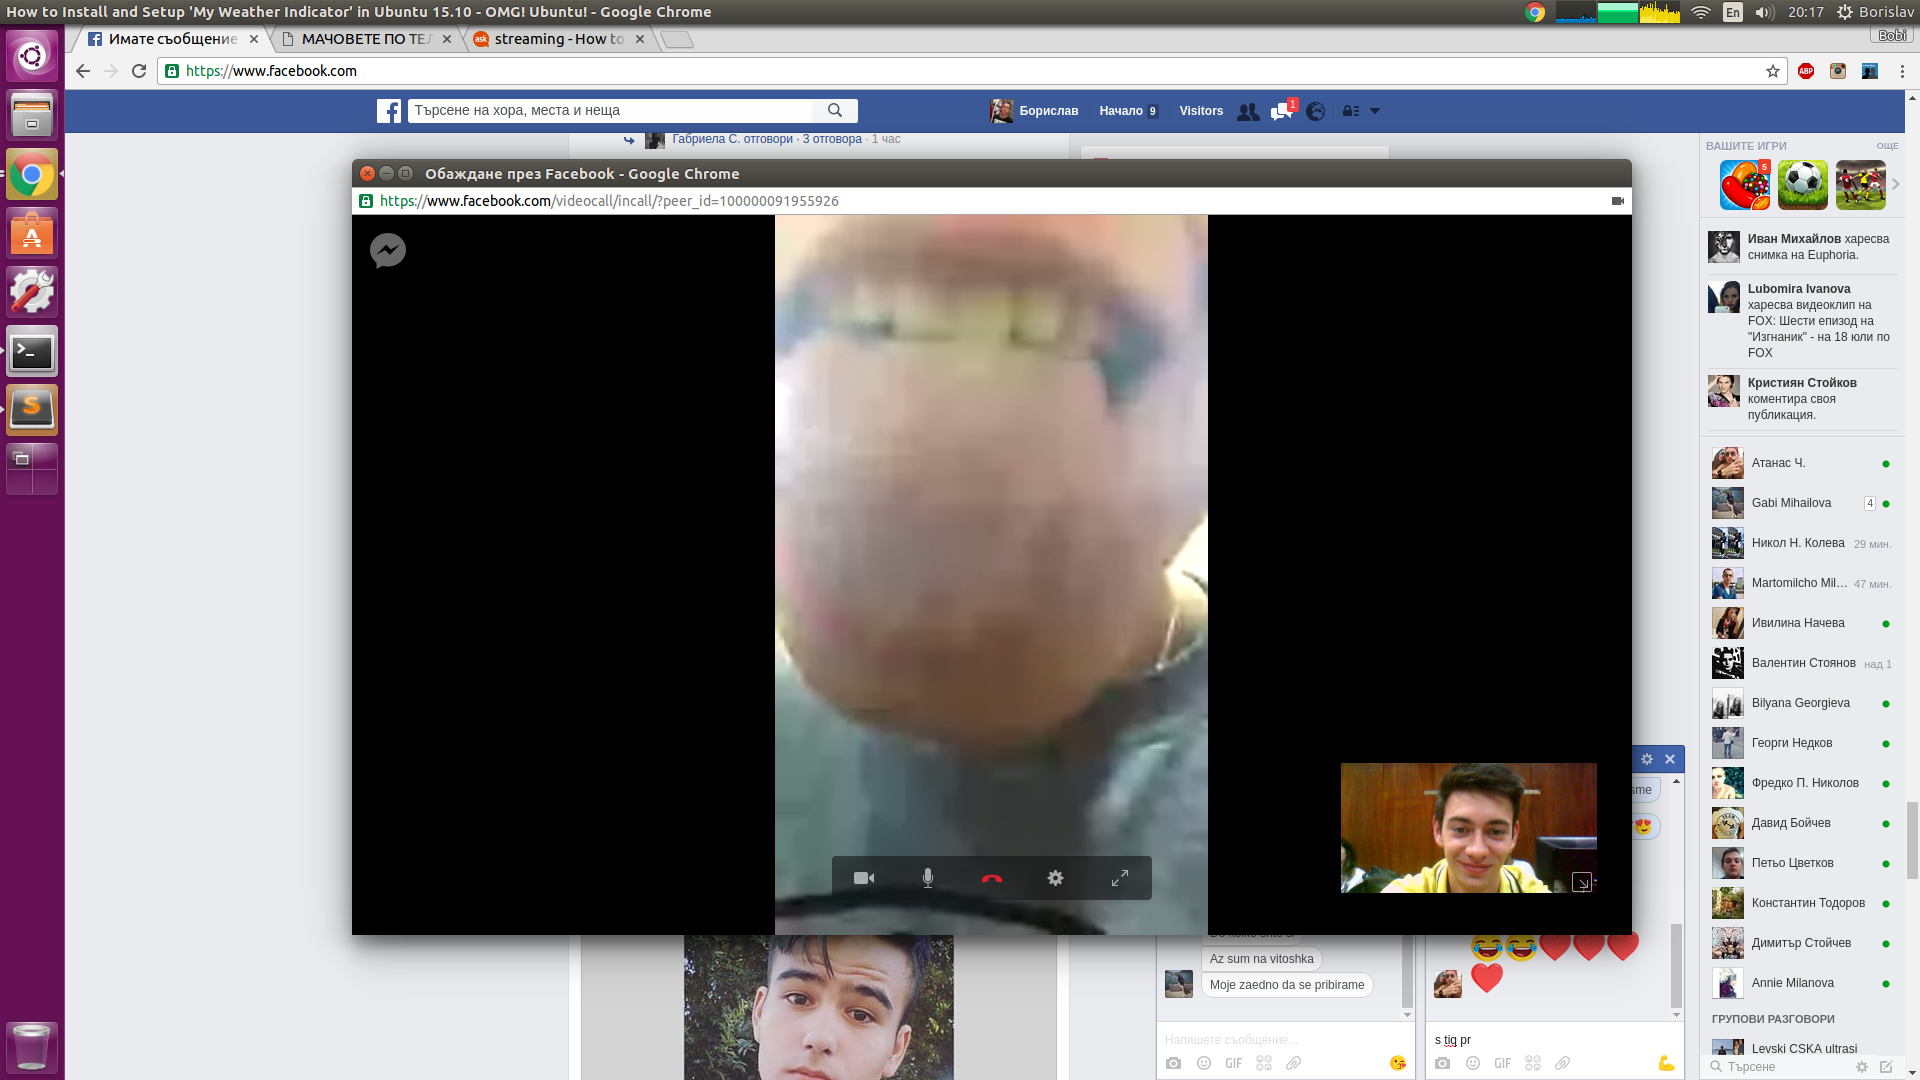 How to Install and Setup 'My Weather Indicator' in Ubuntu 15.10 - OMG! Ubuntu! - Google Chrome
En
20:17
Borislav
Имате съобщение
МАЧОВЕТЕ ПО ТЕЛ
ask
streaming - How to
Bobi
https://www.facebook.com
ABP
Търсене на хора, места и неща
Борислав
Начало 9
Visitors
1
Габриела С. отговори · 3 отговора · 1 час
ВАШИТЕ ИГРИ
ОЩЕ
5
Обаждане през Facebook - Google Chrome
https://www.facebook.com/videocall/incall/?peer_id=100000091955926
Иван Михайлов харесва
снимка на Euphoria.
Lubomira Ivanova
харесва видеоклип на
FOX: Шести епизод на
"Изгнаник" - на 18 юли по
FOX
Кристиян Стойков
коментира своя
публикация.
Атанас Ч.
Gabi Mihailova 4
Никол Н. Колева 29 мин.
Martomilcho Mil... 47 мин.
Ивилина Начева
Валентин Стоянов над 1
Bilyana Georgieva
Георги Недков
Фредко П. Николов
Давид Бойчев
Петьо Цветков
Константин Тодоров
Димитър Стойчев
Annie Milanova
ГРУПОВИ РАЗГОВОРИ
Levski CSKA ultrasi
Търсене
sme
Az sum na vitoshka
Moje zaedno da se pribirame
Напишете съобщение...
GIF
s tiq pr
GIF